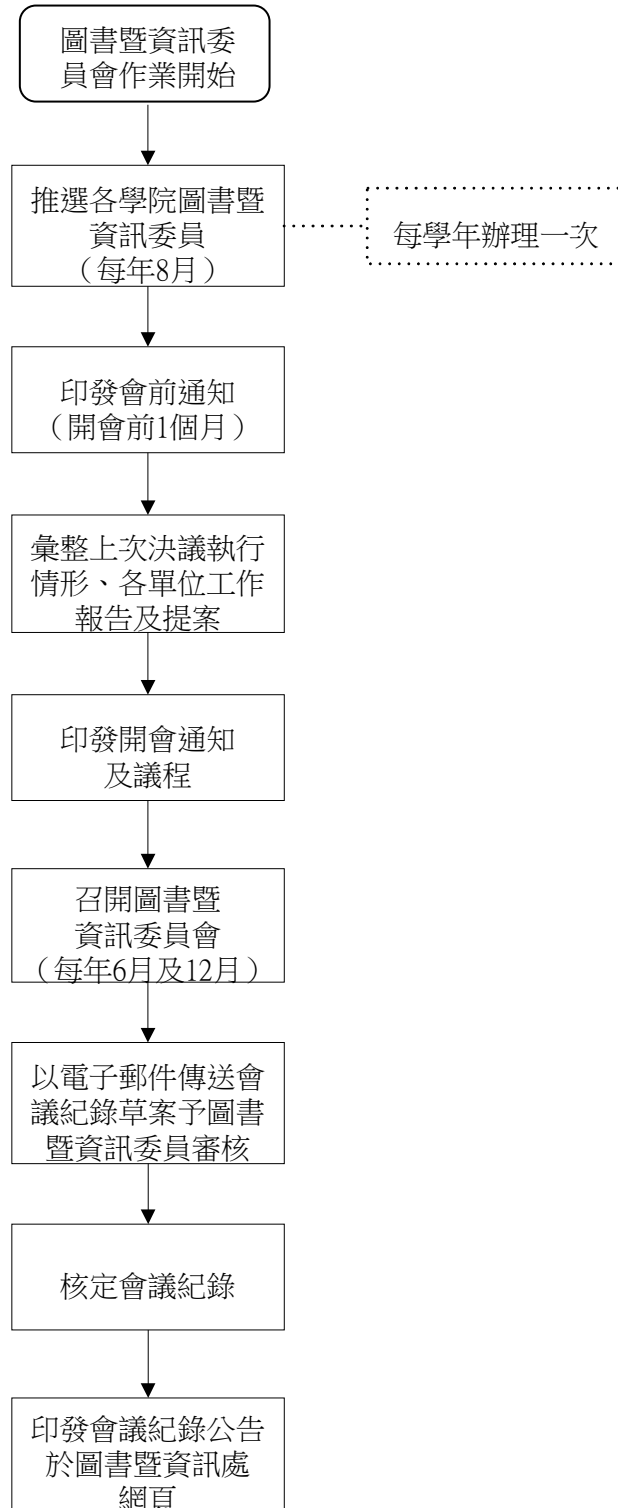 圖書暨資訊委
員會作業開始
推選各學院圖書暨
資訊委員
（每年8月）
每學年辦理一次
印發會前通知
（開會前1個月）
彙整上次決議執行
情形、各單位工作
報告及提案
印發開會通知
及議程
召開圖書暨
資訊委員會
（每年6月及12月）
以電子郵件傳送會
議紀錄草案予圖書
暨資訊委員審核
核定會議紀錄
印發會議紀錄公告
於圖書暨資訊處
網頁